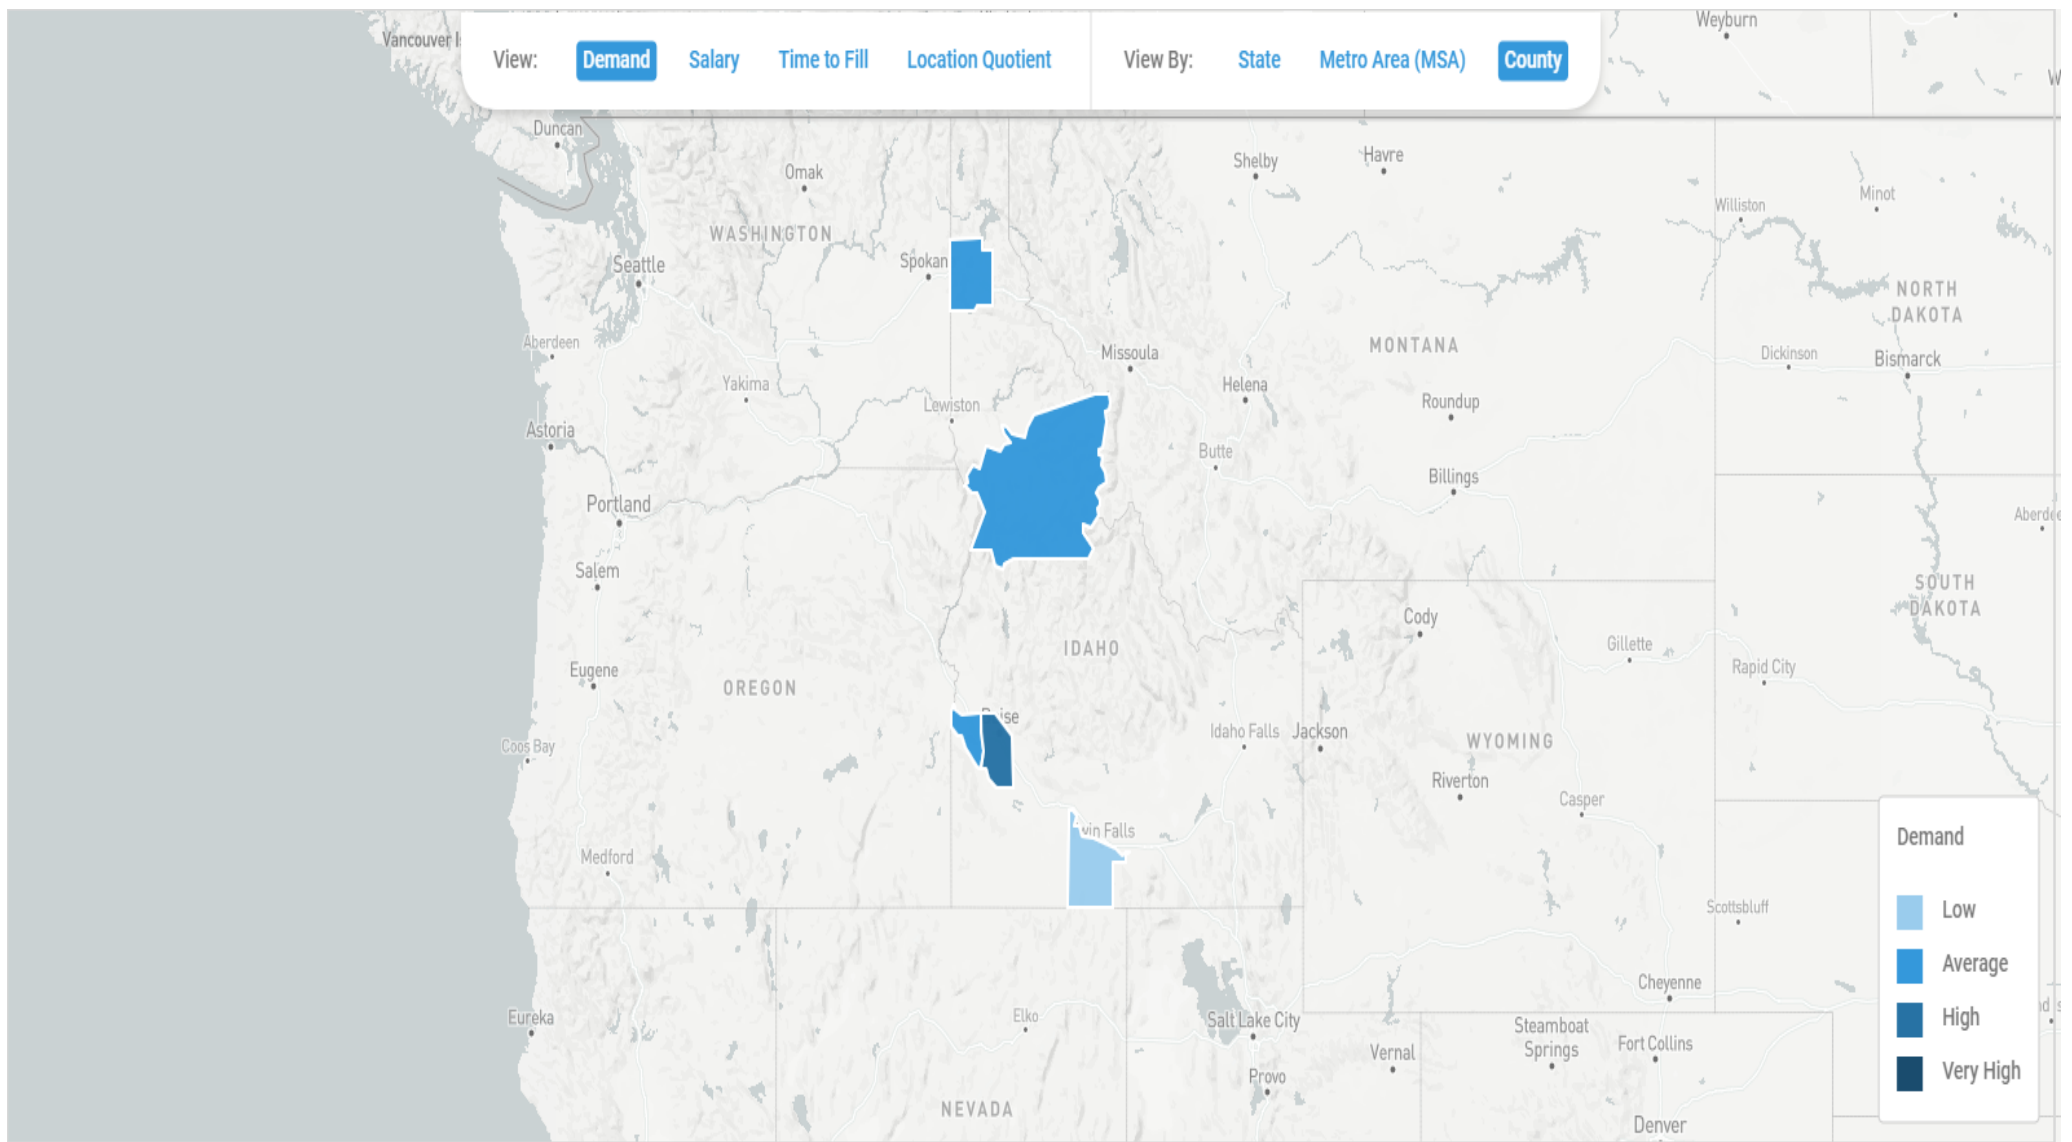 View: Demand Salary Time to Fill Location Quotient View By: State Metro Area (MSA) County
Weyburn
Vancouver I
Duncan
Omak
Shelby
Havre
Williston
Minot
WASHINGTON
Spokan
Seattle
NORTH
DAKOTA
Aberdeen
MONTANA
Missoula
Dickinson
Bismarck
Yakima
Helena
Lewiston
Roundup
Astoria
Butte
Billings
Portland
Aberdee
Salem
SOUTH
DAKOTA
Cody
Gillette
IDAHO
Eugene
Rapid City
OREGON
Idaho Falls
Jackson
WYOMING
Coos Bay
Riverton
Casper
win Falls
Medford
Scottsbluff
Cheyenne
Eureka
Elko
Salt Lake City
Steamboat
Springs
Fort Collins
Vernal
Provo
NEVADA
Denver
Demand
Low
Average
High
Very High